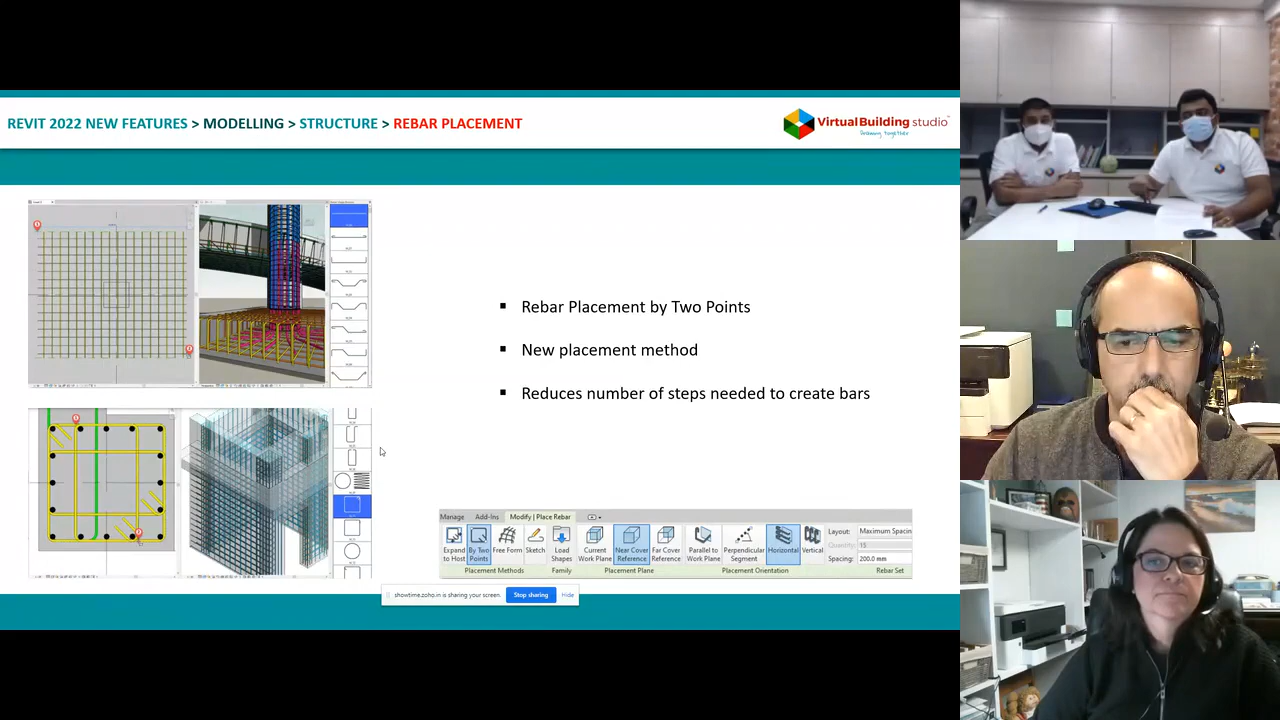 REVIT 2022 NEW FEATURES > MODELLING > STRUCTURE > REBAR PLACEMENT
Virtual Building studio
Drawing Together
▪ Rebar Placement by Two Points
▪ New placement method
▪ Reduces number of steps needed to create bars
Manage Add-Ins Modify | Place Rebar
Expand to Host
By Two Points
Free Form
Sketch
Load Shapes
Current Work Plane
Near Cover Reference
Far Cover Reference
Parallel to Work Plane
Perpendicular Segment
Horizontal
Vertical
Layout: Maximum Spacin
Quantity: 15
Spacing: 200.0 mm
Placement Methods Family Placement Plane Placement Orientation Rebar Set
showtime.zoho.in is sharing your screen. Stop sharing Hide